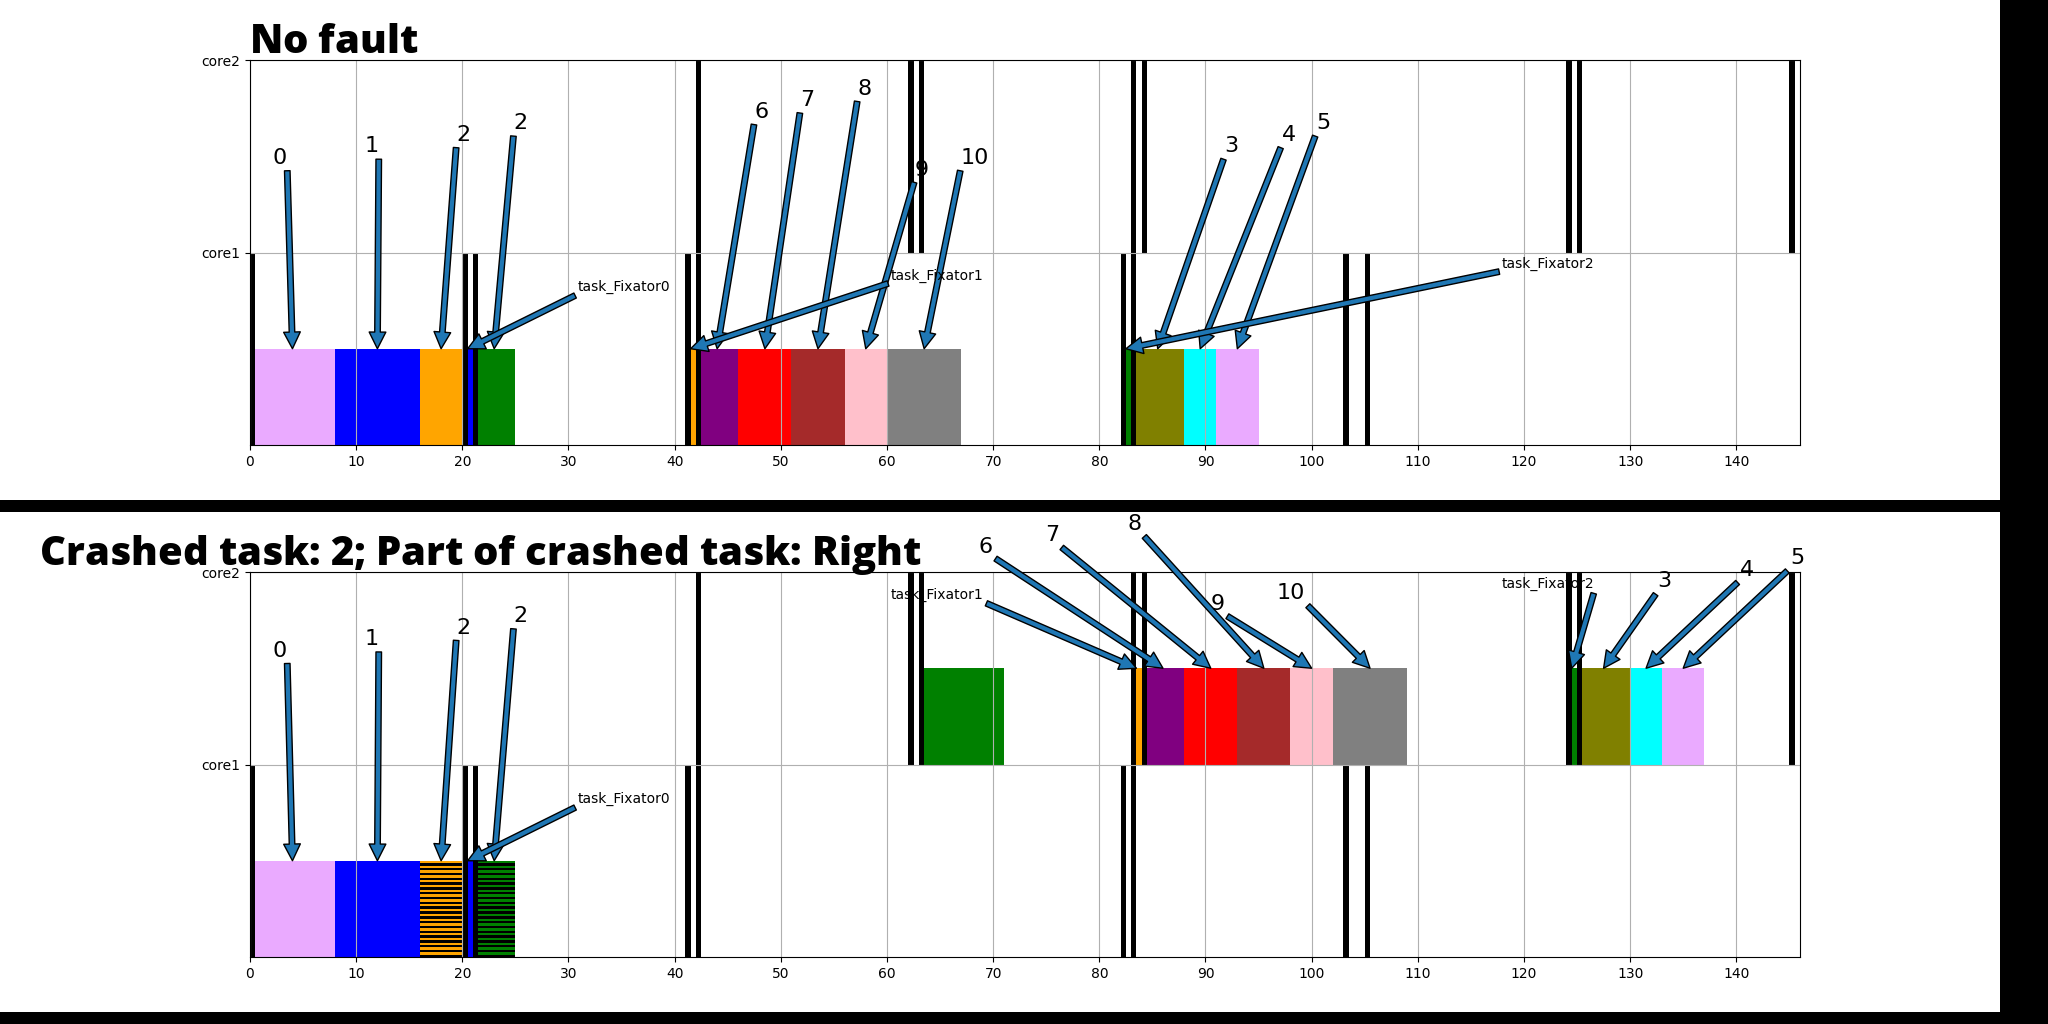 No fault
core2
8
7
6
2
5
2
4
1
3
0
10
9
core1
task_Fixator2
task_Fixator1
task_Fixator0
0 10 20 30 40 50 60 70 80 90 100 110 120 130 140
8
7
6
5
Crashed task: 2; Part of crashed task: Right
4
core2
3
task_Fixator2
task_Fixator1
10
9
2
2
1
0
core1
task_Fixator0
0 10 20 30 40 50 60 70 80 90 100 110 120 130 140